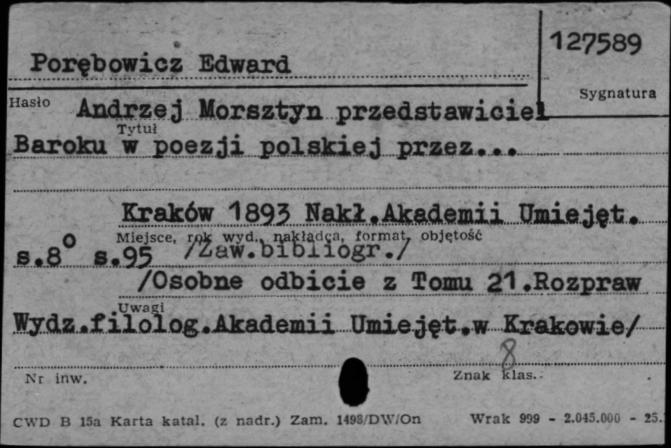 127589
Porębowicz Edward
Sygnatura
Hasło
Andrzej Morsztyn przedstawiciel
Tytuł
Baroku w poezji polskiej przez...
Kraków 1893 Nakł.Akademii Umiejęt.
Miejsce, rok wyd., nakładca, format, objętość
s.8° s.95 /Zaw.bibliogr./
/Osobne odbicie z Tomu 21.Rozpraw
Uwagi
Wydz.filolog.Akademii Umiejęt.w Krakowie/
8
Nr inw. Znak klas.
CWD B 15a Karta katal. (z nadr.) Zam. 1498/DW/On Wrak 999 - 2.045.000 - 25.